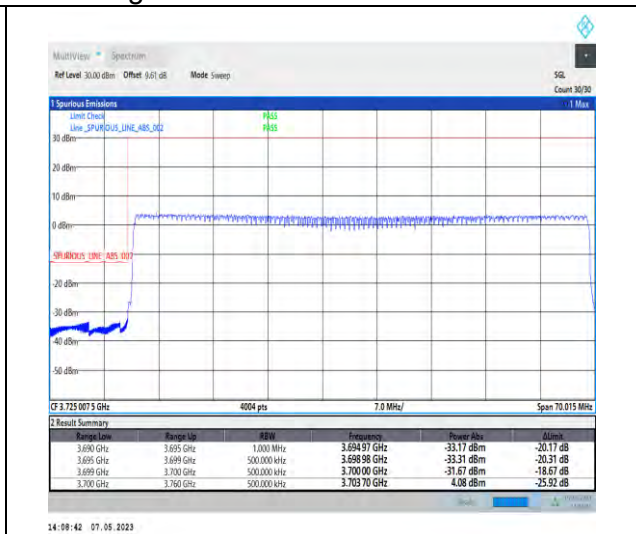 MultiView Spectrum
Ref Level 30.00 dBm Offset 9.61 dB Mode Sweep SGL
Count 30/30
1 Spurious Emissions 1 Max
Limit Check PASS
Line _SPURIOUS_LINE_ABS_002 PASS
30 dBm
20 dBm
10 dBm
0 dBm
SPURIOUS_LINE_ABS_002
-20 dBm
-30 dBm
-40 dBm
-50 dBm
CF 3.725 007 5 GHz 4004 pts 7.0 MHz/ Span 70.015 MHz
2 Result Summary
Range Low Range Up RBW Frequency Power Abs ΔLimit
3.690 GHz 3.695 GHz 1.000 MHz 3.694 97 GHz -33.17 dBm -20.17 dB
3.695 GHz 3.699 GHz 500.000 kHz 3.698 98 GHz -33.31 dBm -20.31 dB
3.699 GHz 3.700 GHz 500.000 kHz 3.700 00 GHz -31.67 dBm -18.67 dB
3.700 GHz 3.760 GHz 500.000 kHz 3.703 70 GHz 4.08 dBm -25.92 dB
14:08:42 07.05.2023